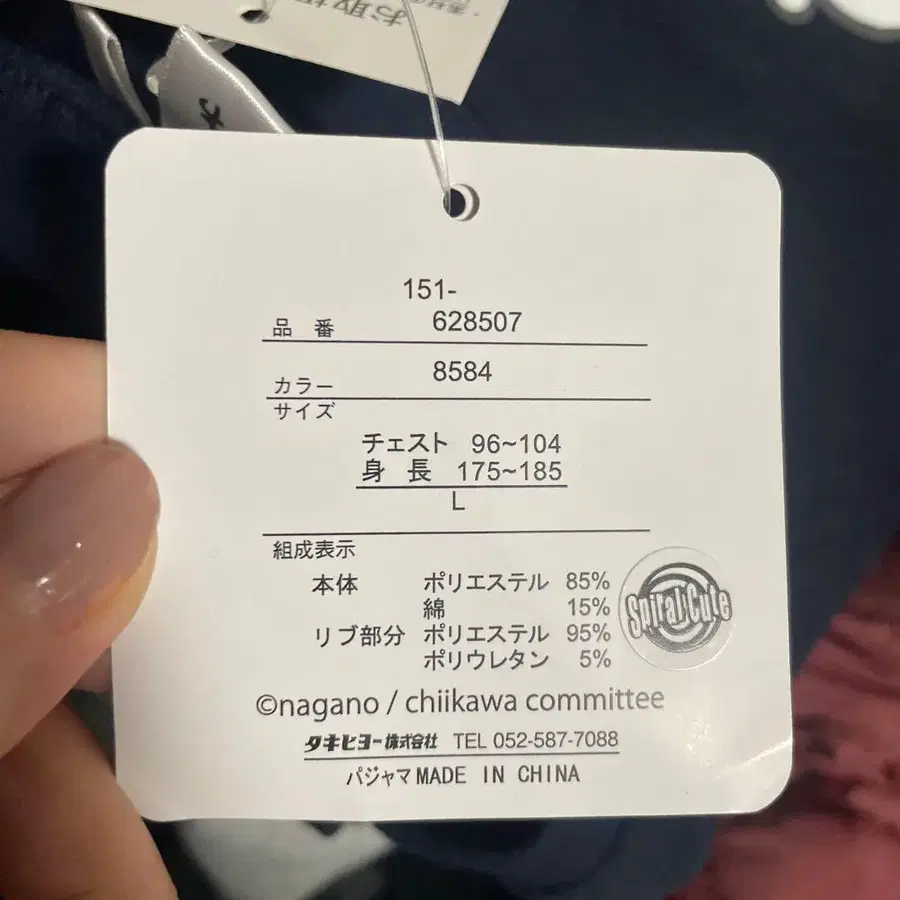 お取扱
151-
品 番 628507
カラー 8584
サイズ
チェスト 96~104
身 長 175~185
L
組成表示
本体 ポリエステル 85%
綿 15%
リブ部分 ポリエステル 95%
ポリウレタン 5%
Spiral Cute
©nagano / chiikawa committee
タキヒヨー株式会社 TEL 052-587-7088
パジャマ MADE IN CHINA